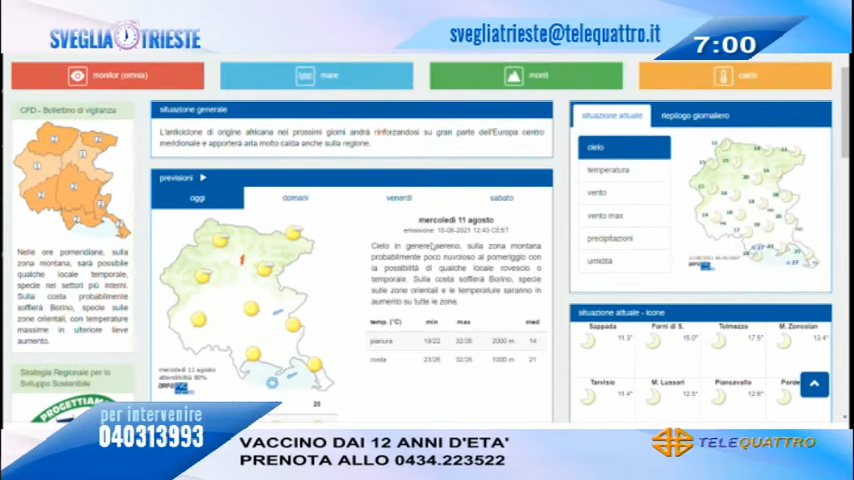 SVEGLIA TRIESTE
svegliatrieste@telequattro.it
7:00
monitor (omnia)
mare
monti
caldo
CFD - Bollettino di vigilanza
Nelle ore pomeridiane, sulla
zona montana, sarà possibile
qualche locale temporale,
specie nei settori più interni.
Sulla costa probabilmente
soffierà Borino, specie sulle
zone orientali, con temperature
massime in ulteriore lieve
aumento.
Strategia Regionale per lo
Sviluppo Sostenibile
PROGETTIAMO
situazione generale
L'anticiclone di origine africana nei prossimi giorni andrà rinforzandosi su gran parte dell'Europa centro
meridionale e apporterà aria molto calda anche sulla regione.
previsioni
oggi
domani
venerdì
sabato
mercoledì 11 agosto
attendibilità 80%
mercoledì 11 agosto
emissione: 10-08-2021 12:43 CEST
Cielo in genere sereno, sulla zona montana
probabilmente poco nuvoloso al pomeriggio con
la possibilità di qualche locale rovescio o
temporale. Sulla costa soffierà Borino, specie
sulle zone orientali e le temperature saranno in
aumento su tutte le zone.
temp. (°C) min max med
pianura 19/22 32/35 2000 m 14
costa 23/26 32/35 1000 m 21
20
situazione attuale
riepilogo giornaliero
cielo
temperatura
vento
vento max
precipitazioni
umidita
situazione attuale - icone
Sappada Forni di S. Tolmezzo M. Zoncolan
11.3° 15.0° 17.5° 13.4°
Tarvisio M. Lussari Piancavallo
11.4° 12.5° 12.6°
per intervenire
040313993
VACCINO DAI 12 ANNI D'ETA'
PRENOTA ALLO 0434.223522
TELEQUATTRO